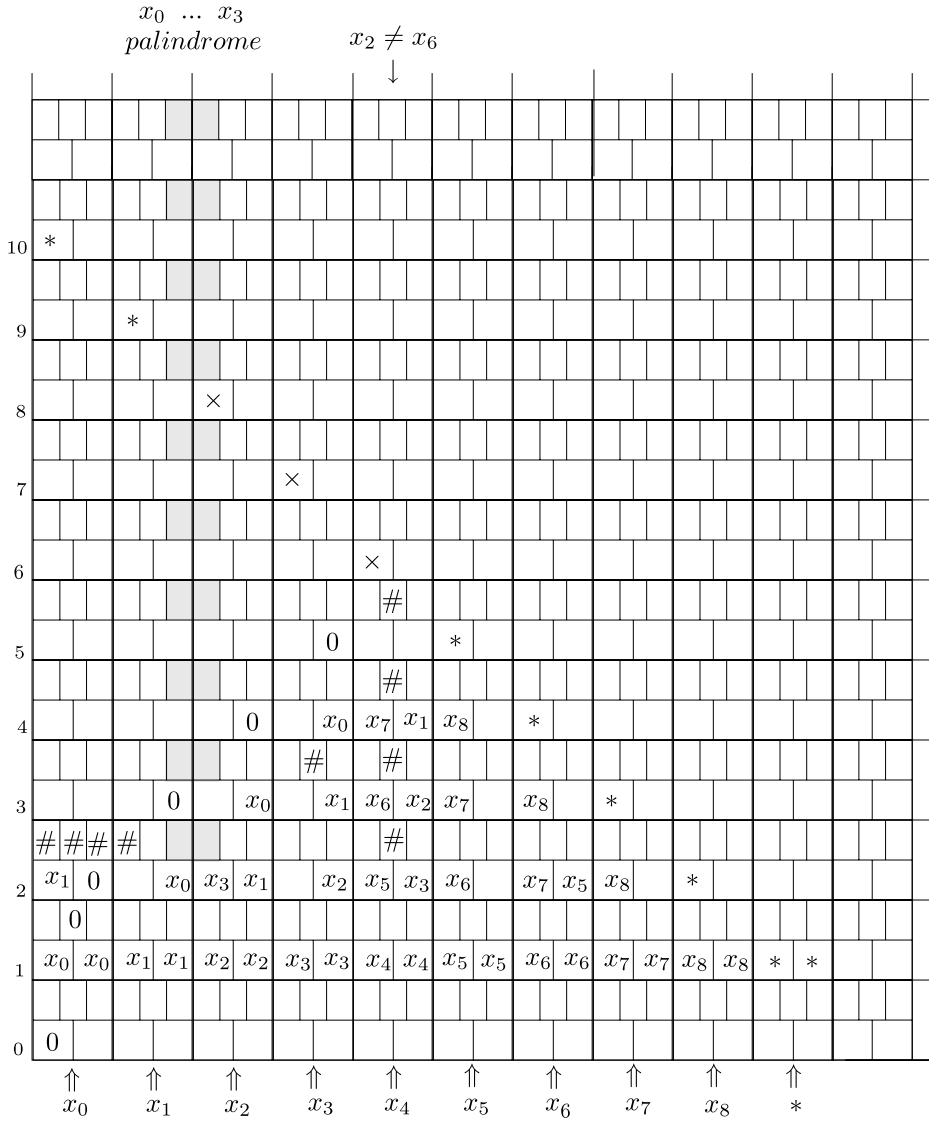 x₀ ... x₃
palindrome
x₂ ≠ x₆
↓
10 *
9 *
8 ×
7 ×
6 ×
#
5 0 *
#
4 0 x₀ x₇ x₁ x₈ *
# #
3 0 x₀ x₁ x₆ x₂ x₇ x₈ *
# # # # #
2 x₁ 0 x₀ x₃ x₁ x₂ x₅ x₃ x₆ x₇ x₅ x₈ *
0
1 x₀ x₀ x₁ x₁ x₂ x₂ x₃ x₃ x₄ x₄ x₅ x₅ x₆ x₆ x₇ x₇ x₈ x₈ * *
0 0
⇑ ⇑ ⇑ ⇑ ⇑ ⇑ ⇑ ⇑ ⇑ ⇑
x₀ x₁ x₂ x₃ x₄ x₅ x₆ x₇ x₈ *